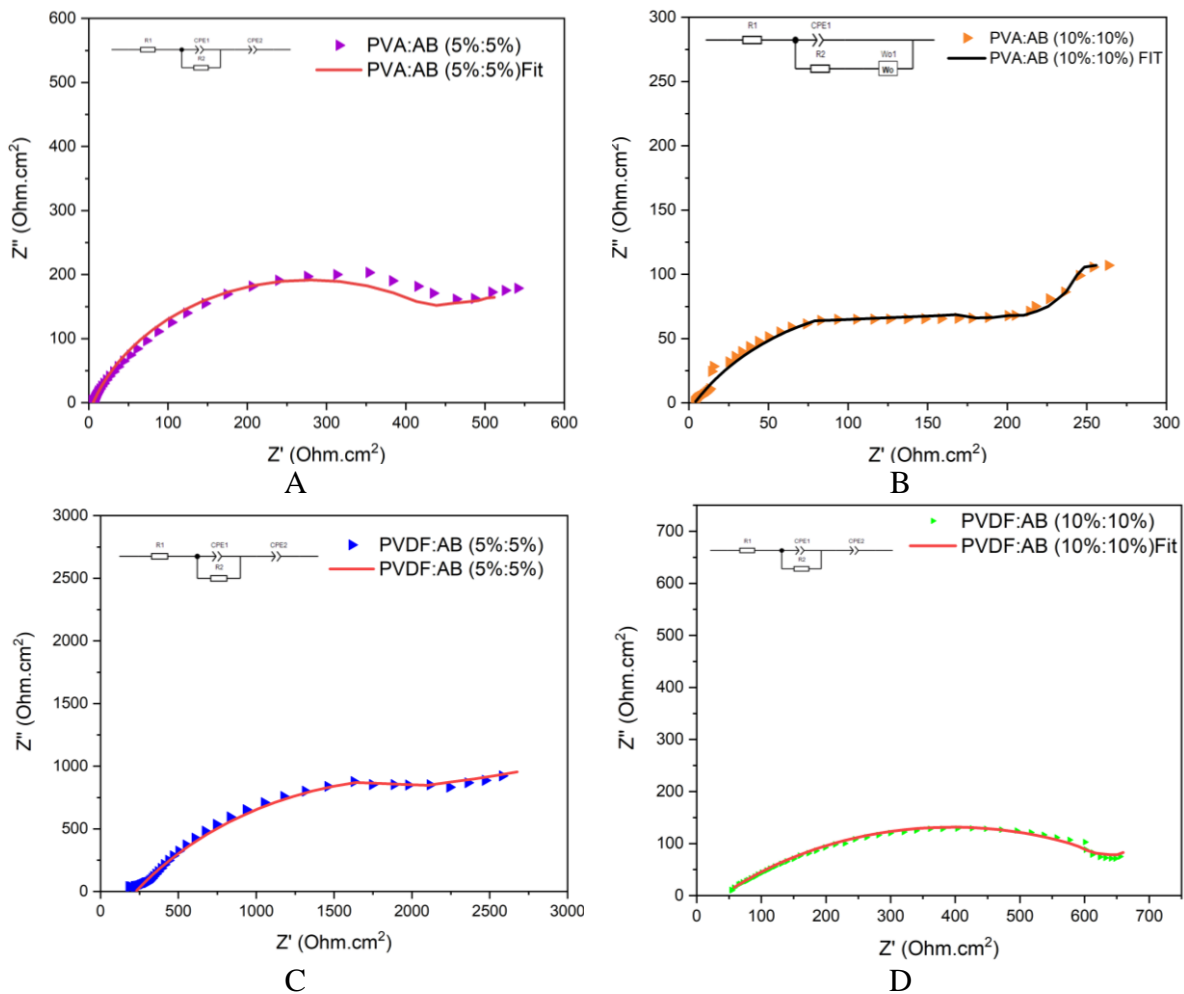 600
500
400
300
200
100
0
0
100
200
300
400
500
600
Z'' (Ohm.cm²)
Z' (Ohm.cm²)
R1
CPE1
CPE2
R2
PVA:AB (5%:5%)
PVA:AB (5%:5%)Fit
A
300
250
200
150
100
50
0
0
50
100
150
200
250
300
Z'' (Ohm.cm²)
Z' (Ohm.cm²)
R1
CPE1
R2
Wo1
Wo
PVA:AB (10%:10%)
PVA:AB (10%:10%) FIT
B
3000
2500
2000
1500
1000
500
0
0
500
1000
1500
2000
2500
3000
Z'' (Ohm.cm²)
Z' (Ohm.cm²)
R1
CPE1
CPE2
R2
PVDF:AB (5%:5%)
PVDF:AB (5%:5%)
C
700
600
500
400
300
200
100
0
0
100
200
300
400
500
600
700
Z'' (Ohm.cm²)
Z' (Ohm.cm²)
R1
CPE1
CPE2
R2
PVDF:AB (10%:10%)
PVDF:AB (10%:10%)Fit
D